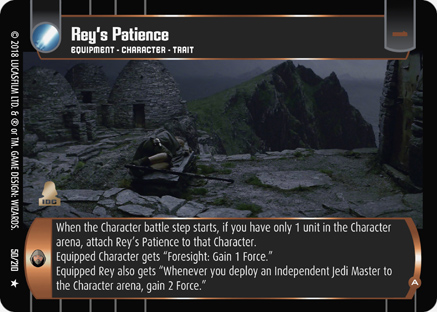 Rey's Patience
EQUIPMENT - CHARACTER - TRAIT
© 2018 LUCASFILM LTD. & ® or TM. GAME DESIGN: WIZARDS.
50/210
When the Character battle step starts, if you have only 1 unit in the Character
arena, attach Rey's Patience to that Character.
Equipped Character gets "Foresight: Gain 1 Force."
Equipped Rey also gets "Whenever you deploy an Independent Jedi Master to
the Character arena, gain 2 Force."
A